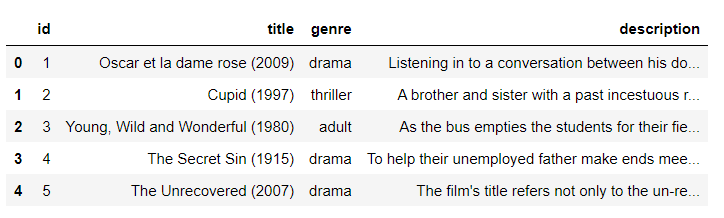 id title genre description
0 1 Oscar et la dame rose (2009) drama Listening in to a conversation between his do...
1 2 Cupid (1997) thriller A brother and sister with a past incestuous r...
2 3 Young, Wild and Wonderful (1980) adult As the bus empties the students for their fie...
3 4 The Secret Sin (1915) drama To help their unemployed father make ends mee...
4 5 The Unrecovered (2007) drama The film's title refers not only to the un-re...